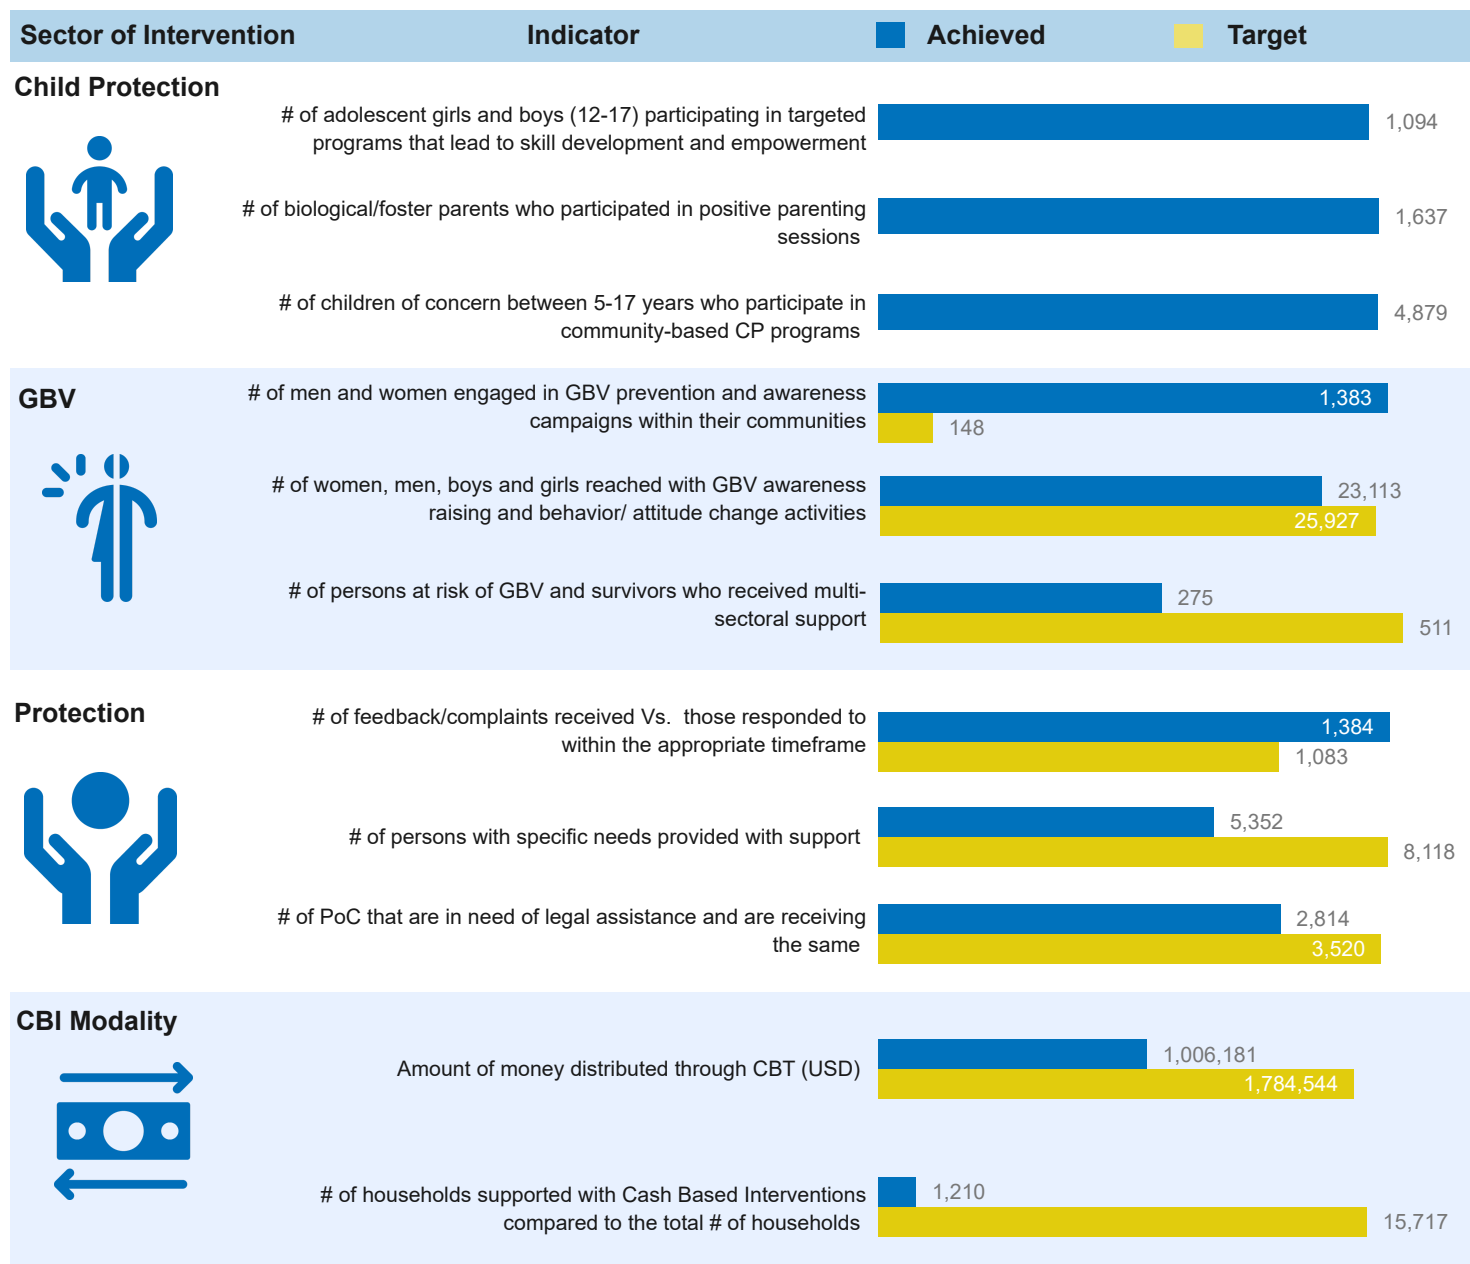 Sector of Intervention Indicator Achieved Target
Child Protection
# of adolescent girls and boys (12-17) participating in targeted
programs that lead to skill development and empowerment
1,094
# of biological/foster parents who participated in positive parenting
sessions
1,637
# of children of concern between 5-17 years who participate in
community-based CP programs
4,879
GBV
# of men and women engaged in GBV prevention and awareness
campaigns within their communities
1,383
148
# of women, men, boys and girls reached with GBV awareness
raising and behavior/ attitude change activities
23,113
25,927
# of persons at risk of GBV and survivors who received multi-
sectoral support
275
511
Protection
# of feedback/complaints received Vs. those responded to
within the appropriate timeframe
1,384
1,083
# of persons with specific needs provided with support
5,352
8,118
# of PoC that are in need of legal assistance and are receiving
the same
2,814
3,520
CBI Modality
Amount of money distributed through CBT (USD)
1,006,181
1,784,544
# of households supported with Cash Based Interventions
compared to the total # of households
1,210
15,717